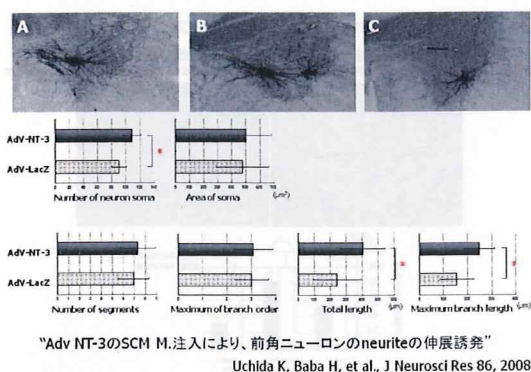 A B C
AdV-NT-3
AdV-LacZ
Number of neuron soma Area of soma
AdV-NT-3
AdV-LacZ
Number of segments Maximum of branch order Total length Maximum branch length
"Adv NT-3のSCM M.注入により、前角ニューロンのneuriteの伸展誘発"
Uchida K, Baba H, et al., J Neurosci Res 86, 2008